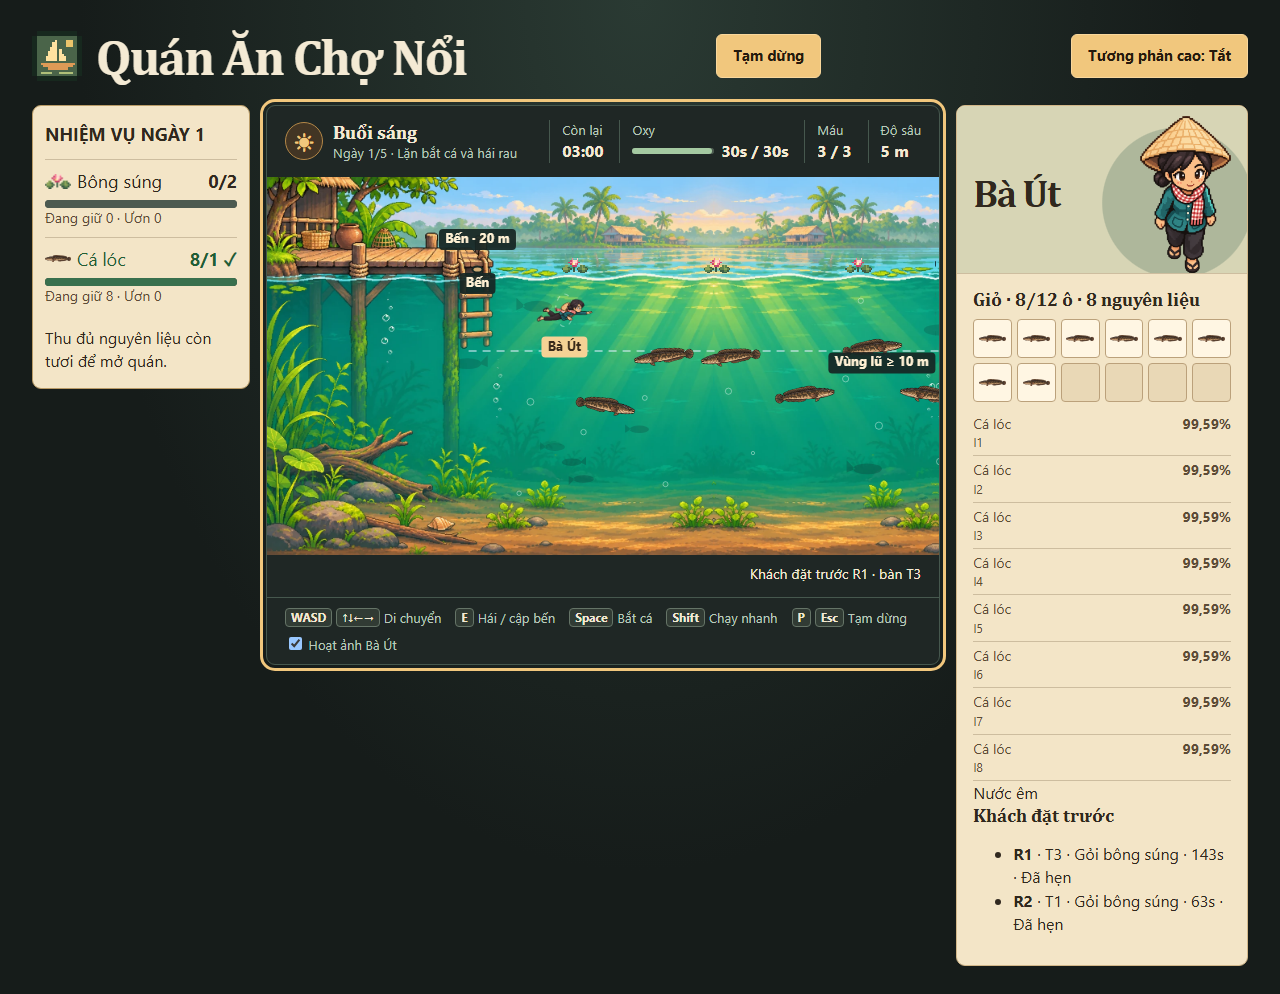 Quán Ăn Chợ Nổi
Tạm dừng
Tương phản cao: Tắt
NHIỆM VỤ NGÀY 1
Bông súng 0/2
Đang giữ 0 · Ươn 0
Cá lóc 8/1 ✓
Đang giữ 8 · Ươn 0
Thu đủ nguyên liệu còn
tươi để mở quán.
Buổi sáng
Ngày 1/5 · Lặn bắt cá và hái rau
Còn lại
03:00
Oxy
30s / 30s
Máu
3 / 3
Độ sâu
5 m
Bến · 20 m
Bến
Bà Út
Vùng lũ ≥ 10 m
Khách đặt trước R1 · bàn T3
WASD ↑↓←→ Di chuyển E Hái / cập bến Space Bắt cá Shift Chạy nhanh P Esc Tạm dừng
Hoạt ảnh Bà Út
Bà Út
Giỏ · 8/12 ô · 8 nguyên liệu
Cá lóc 99,59%
I1
Cá lóc 99,59%
I2
Cá lóc 99,59%
I3
Cá lóc 99,59%
I4
Cá lóc 99,59%
I5
Cá lóc 99,59%
I6
Cá lóc 99,59%
I7
Cá lóc 99,59%
I8
Nước êm
Khách đặt trước
R1 · T3 · Gỏi bông súng · 143s
· Đã hẹn
R2 · T1 · Gỏi bông súng · 63s ·
Đã hẹn